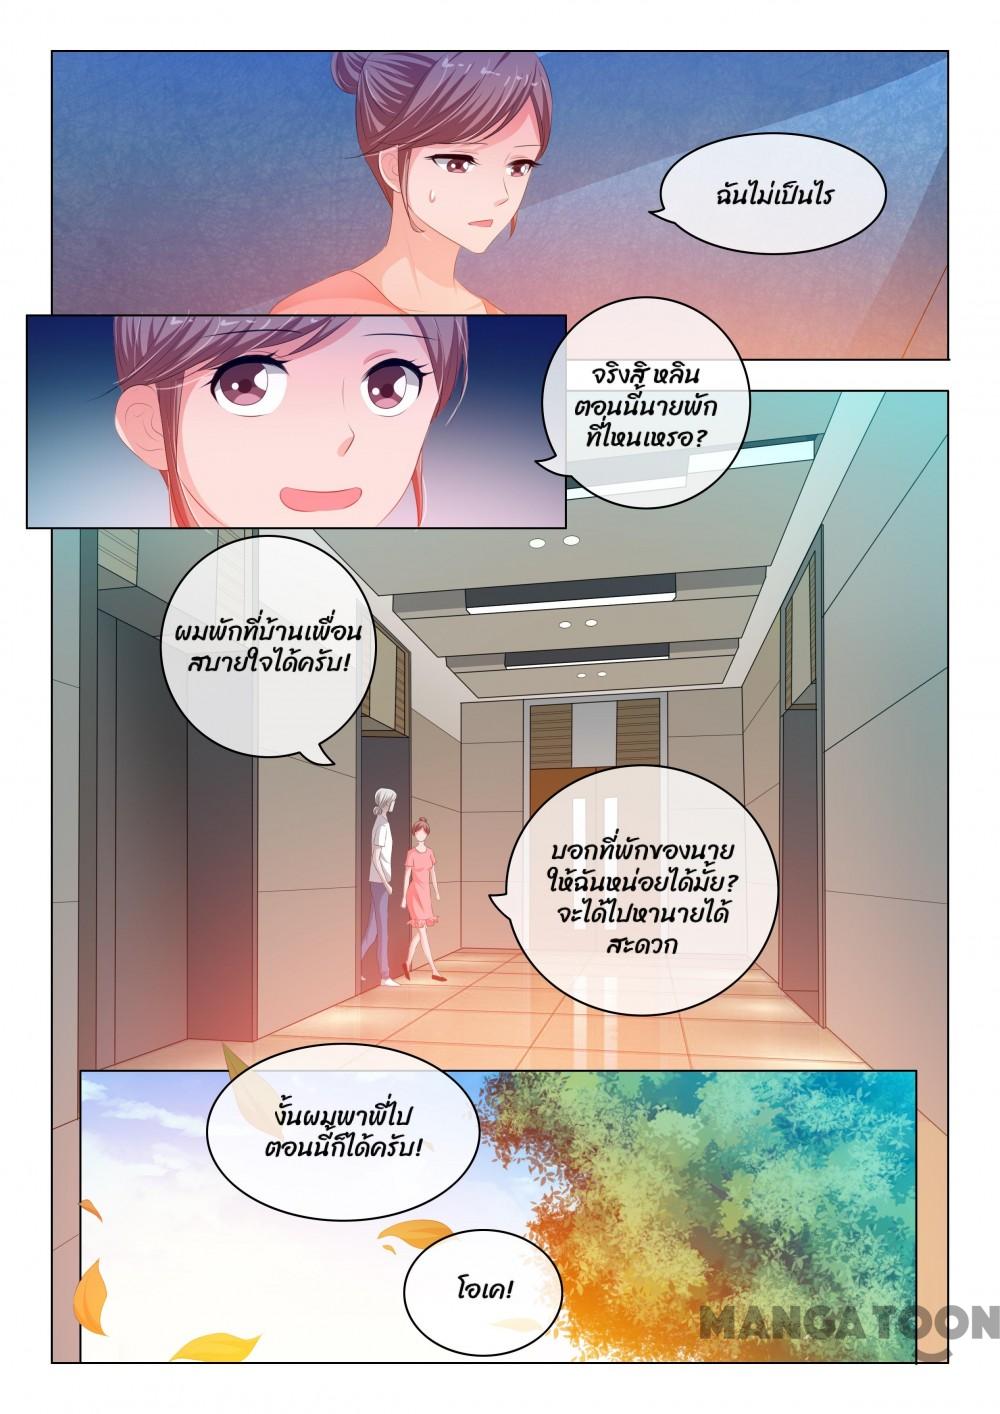 ฉันไม่เป็นไร
จริงสิ หลิน
ตอนนี้นายพัก
ที่ไหนเหรอ?
ผมพักที่บ้านเพื่อน
สบายใจได้ครับ!
บอกที่พักของนาย
ให้ฉันหน่อยได้มั้ย?
จะได้ไปหานายได้
สะดวก
งั้นผมพาพี่ไป
ตอนนี้ก็ได้ครับ!
โอเค!
MANGATOON